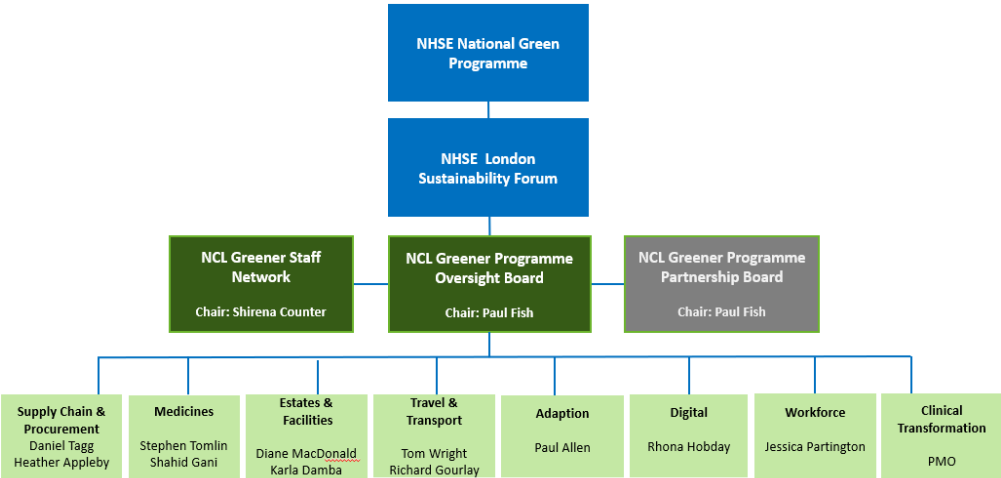 NHSE National Green
Programme
NHSE London
Sustainability Forum
NCL Greener Staff
Network
Chair: Shirena Counter
NCL Greener Programme
Oversight Board
Chair: Paul Fish
NCL Greener Programme
Partnership Board
Chair: Paul Fish
Supply Chain &
Procurement
Daniel Tagg
Heather Appleby
Medicines
Stephen Tomlin
Shahid Gani
Estates &
Facilities
Diane MacDonald
Karla Damba
Travel &
Transport
Tom Wright
Richard Gourlay
Adaption
Paul Allen
Digital
Rhona Hobday
Workforce
Jessica Partington
Clinical
Transformation
PMO